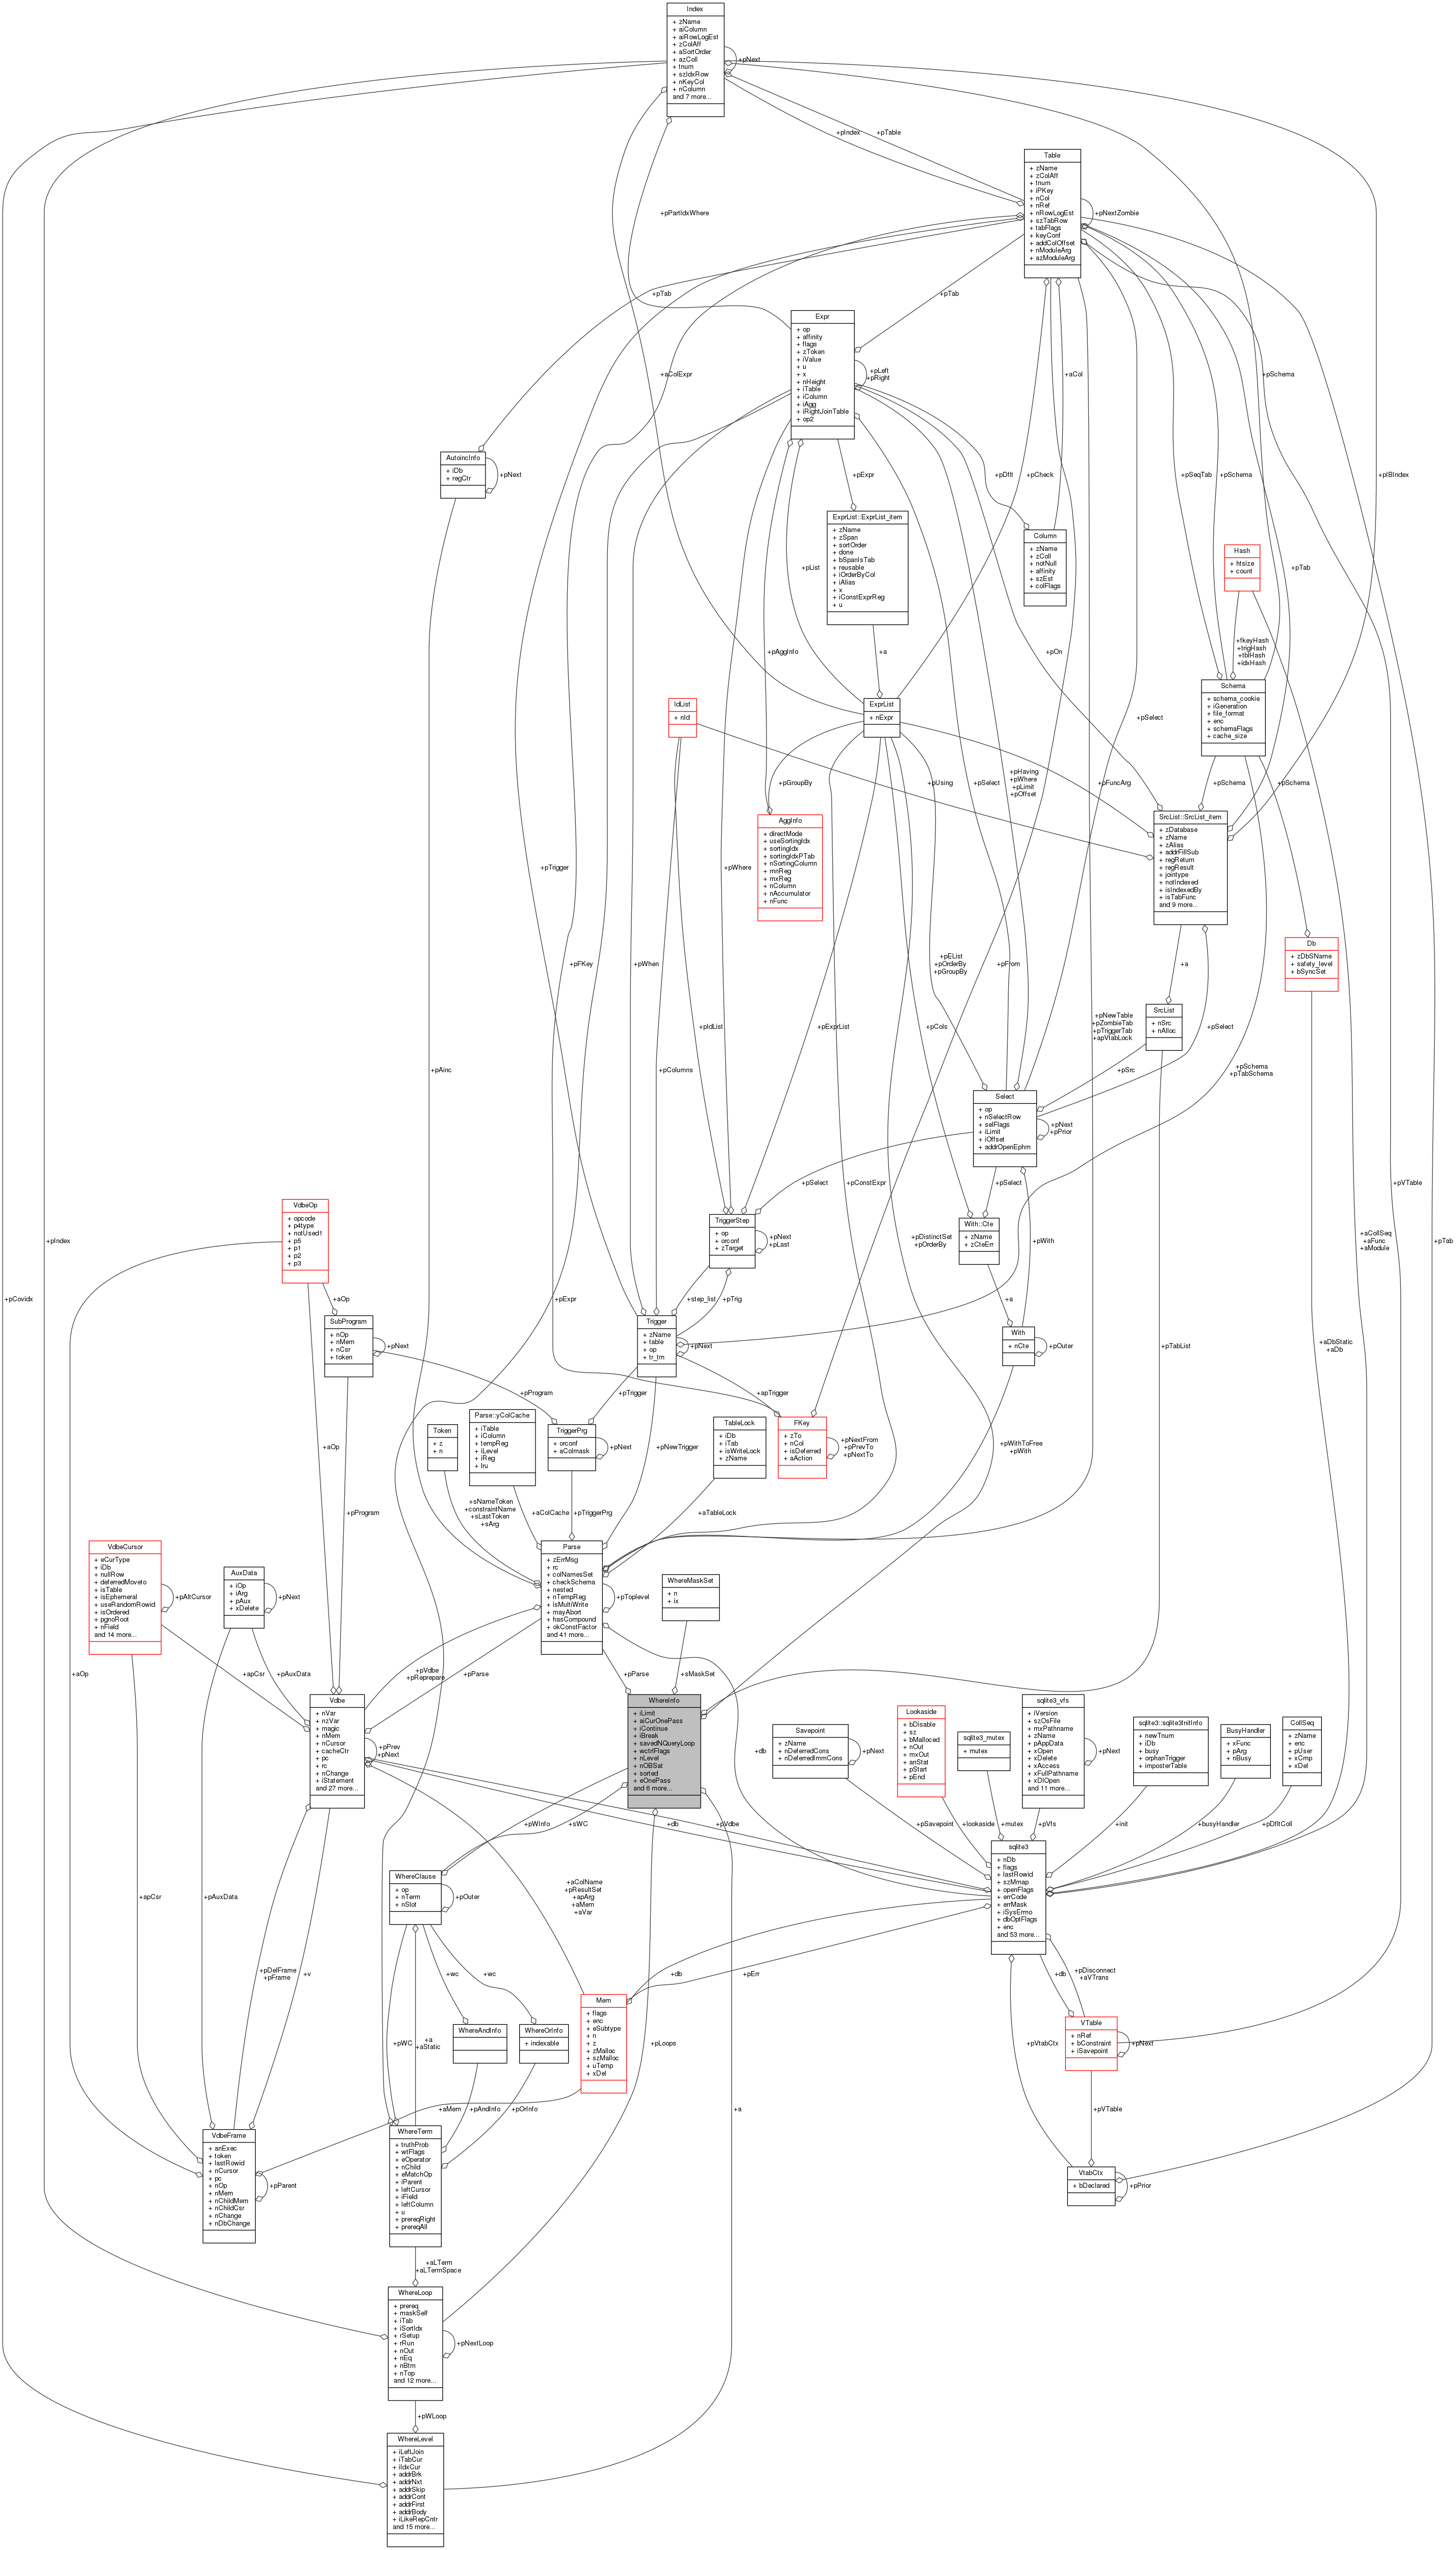 Index
+ zName
+ aiColumn
+ aiRowLogEst
+ zColAff
+ aSortOrder
+ azColl
+ tnum
+ szIdxRow
+ nKeyCol
+ nColumn
and 7 more...
+pNext
+pIndex
+pTable
Table
+ zName
+ zColAff
+ tnum
+ iPKey
+ nCol
+ nRef
+ nRowLogEst
+ szTabRow
+ tabFlags
+ keyConf
+ addColOffset
+ nModuleArg
+ azModuleArg
+pNextZombie
+pPartIdxWhere
+pTab
+pTab
Expr
+ op
+ affinity
+ flags
+ zToken
+ iValue
+ u
+ x
+ nHeight
+ iTable
+ iColumn
+ iAgg
+ iRightJoinTable
+ op2
+pLeft
+pRight
+aColExpr
+aCol
+pSchema
AutoincInfo
+ iDb
+ regCtr
+pNext
+pExpr
+pDflt
+pCheck
+pSeqTab
+pSchema
+pIBIndex
ExprList::ExprList_item
+ zName
+ zSpan
+ sortOrder
+ done
+ bSpanIsTab
+ reusable
+ iOrderByCol
+ iAlias
+ x
+ iConstExprReg
+ u
Column
+ zName
+ zColl
+ notNull
+ affinity
+ szEst
+ colFlags
Hash
+ htsize
+ count
+pList
+pTab
+pAggInfo
+a
+pOn
+fkeyHash
+trigHash
+tblHash
+idxHash
IdList
+ nId
ExprList
+ nExpr
Schema
+ schema_cookie
+ iGeneration
+ file_format
+ enc
+ schemaFlags
+ cache_size
+pSelect
+pGroupBy
+pUsing
+pSelect
+pHaving
+pWhere
+pLimit
+pOffset
+pFuncArg
+pSchema
+pSchema
AggInfo
+ directMode
+ useSortingIdx
+ sortingIdx
+ sortingIdxPTab
+ nSortingColumn
+ mnReg
+ mxReg
+ nColumn
+ nAccumulator
+ nFunc
SrcList::SrcList_item
+ zDatabase
+ zName
+ zAlias
+ addrFillSub
+ regReturn
+ regResult
+ jointype
+ notIndexed
+ isIndexedBy
+ isTabFunc
and 9 more...
+pTrigger
+pWhere
Db
+ zDbSName
+ safety_level
+ bSyncSet
+pFKey
+pWhen
+pEList
+pOrderBy
+pGroupBy
+pFrom
+a
SrcList
+ nSrc
+ nAlloc
+pIdList
+pExprList
+pCols
+pNewTable
+pZombieTab
+pTriggerTab
+apVtabLock
+pSelect
+pAinc
+pColumns
+pSrc
+pSchema
+pTabSchema
Select
+ op
+ nSelectRow
+ selFlags
+ iLimit
+ iOffset
+ addrOpenEphm
+pNext
+pPrior
+pSelect
+pConstExpr
+pSelect
+pVTable
VdbeOp
+ opcode
+ p4type
+ notUsed1
+ p5
+ p1
+ p2
+ p3
TriggerStep
+ op
+ orconf
+ zTarget
+pNext
+pLast
With::Cte
+ zName
+ zCteErr
+pDistinctSet
+pOrderBy
+pWith
+pIndex
+aCollSeq
+aFunc
+aModule
+pTab
+pCovidx
+aOp
+pExpr
+step_list
+pTrig
+a
SubProgram
+ nOp
+ nMem
+ nCsr
+ token
+pNext
Trigger
+ zName
+ table
+ op
+ tr_tm
+pNext
With
+ nCte
+pOuter
+pTabList
+aDbStatic
+aDb
+pProgram
+pTrigger
+apTrigger
Token
+ z
+ n
Parse::yColCache
+ iTable
+ iColumn
+ tempReg
+ iLevel
+ iReg
+ lru
TriggerPrg
+ orconf
+ aColmask
+pNext
TableLock
+ iDb
+ iTab
+ isWriteLock
+ zName
FKey
+ zTo
+ nCol
+ isDeferred
+ aAction
+pNextFrom
+pPrevTo
+pNextTo
+aOp
+pNewTrigger
+pWithToFree
+pWith
+pProgram
+sNameToken
+constraintName
+sLastToken
+sArg
+aColCache
+pTriggerPrg
+aTableLock
VdbeCursor
+ eCurType
+ iDb
+ nullRow
+ deferredMoveto
+ isTable
+ isEphemeral
+ useRandomRowid
+ isOrdered
+ pgnoRoot
+ nField
and 14 more...
+pAltCursor
AuxData
+ iOp
+ iArg
+ pAux
+ xDelete
+pNext
Parse
+ zErrMsg
+ rc
+ colNamesSet
+ checkSchema
+ nested
+ nTempReg
+ isMultiWrite
+ mayAbort
+ hasCompound
+ okConstFactor
and 41 more...
+pToplevel
WhereMaskSet
+ n
+ ix
+aOp
+apCsr
+pAuxData
+pVdbe
+pReprepare
+pParse
+pParse
+sMaskSet
Vdbe
+ nVar
+ nzVar
+ magic
+ nMem
+ nCursor
+ cacheCtr
+ pc
+ rc
+ nChange
+ iStatement
and 27 more...
+pPrev
+pNext
WhereInfo
+ iLimit
+ aiCurOnePass
+ iContinue
+ iBreak
+ savedNQueryLoop
+ wctrlFlags
+ nLevel
+ nOBSat
+ sorted
+ eOnePass
and 6 more...
+db
Savepoint
+ zName
+ nDeferredCons
+ nDeferredImmCons
+pNext
Lookaside
+ bDisable
+ sz
+ bMalloced
+ nOut
+ mxOut
+ anStat
+ pStart
+ pEnd
sqlite3_mutex
+ mutex
sqlite3_vfs
+ iVersion
+ szOsFile
+ mxPathname
+ zName
+ pAppData
+ xOpen
+ xDelete
+ xAccess
+ xFullPathname
+ xDlOpen
and 11 more...
+pNext
sqlite3::sqlite3InitInfo
+ newTnum
+ iDb
+ busy
+ orphanTrigger
+ imposterTable
BusyHandler
+ xFunc
+ pArg
+ nBusy
CollSeq
+ zName
+ enc
+ pUser
+ xCmp
+ xDel
+pWInfo
+sWC
+db
+pVdbe
+pSavepoint
+lookaside
+mutex
+pVfs
+init
+busyHandler
+pDfltColl
sqlite3
+ nDb
+ flags
+ lastRowid
+ szMmap
+ openFlags
+ errCode
+ errMask
+ iSysErrno
+ dbOptFlags
+ enc
and 53 more...
WhereClause
+ op
+ nTerm
+ nSlot
+pOuter
+aColName
+pResultSet
+apArg
+aMem
+aVar
+apCsr
+pAuxData
+pDelFrame
+pFrame
+v
+wc
+wc
+db
+pErr
+db
+pDisconnect
+aVTrans
Mem
+ flags
+ enc
+ eSubtype
+ n
+ z
+ zMalloc
+ szMalloc
+ uTemp
+ xDel
WhereAndInfo
WhereOrInfo
+ indexable
VTable
+ nRef
+ bConstraint
+ iSavepoint
+pNext
+pWC
+a
+aStatic
+pLoops
+pVtabCtx
+aMem
+pAndInfo
+pOrInfo
+a
+pVTable
VdbeFrame
+ anExec
+ token
+ lastRowid
+ nCursor
+ pc
+ nOp
+ nMem
+ nChildMem
+ nChildCsr
+ nChange
+ nDbChange
+pParent
WhereTerm
+ truthProb
+ wtFlags
+ eOperator
+ nChild
+ eMatchOp
+ iParent
+ leftCursor
+ iField
+ leftColumn
+ u
+ prereqRight
+ prereqAll
VtabCtx
+ bDeclared
+pPrior
+aLTerm
+aLTermSpace
WhereLoop
+ prereq
+ maskSelf
+ iTab
+ iSortIdx
+ rSetup
+ rRun
+ nOut
+ nEq
+ nBtm
+ nTop
and 12 more...
+pNextLoop
+pWLoop
WhereLevel
+ iLeftJoin
+ iTabCur
+ iIdxCur
+ addrBrk
+ addrNxt
+ addrSkip
+ addrCont
+ addrFirst
+ addrBody
+ iLikeRepCntr
and 15 more...